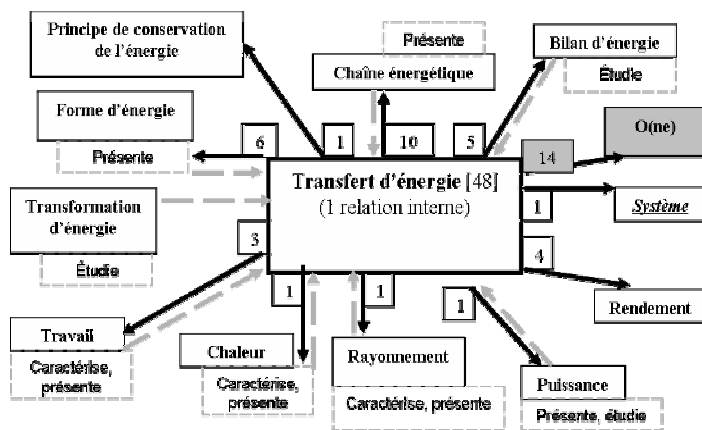 Principe de conservation
de l'énergie
Présente
Chaîne énergétique
Bilan d'énergie
Étudie
Forme d'énergie
Présente
6
1
10
5
14
O(ne)
Transfert d'énergie [48]
(1 relation interne)
Transformation
d'énergie
Étudie
1
Système
3
4
Rendement
1
1
1
Travail
Caractérise,
présente
Chaleur
Caractérise,
présente
Rayonnement
Caractérise, présente
Puissance
Présente, étudie